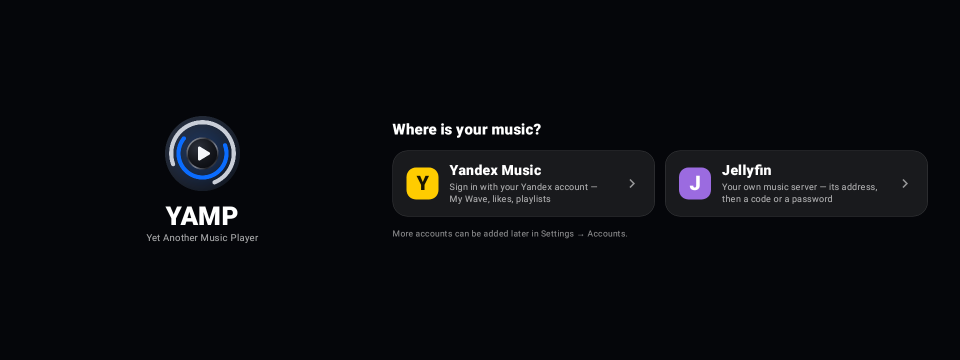 YAMP
Yet Another Music Player
Where is your music?
Y
Yandex Music
Sign in with your Yandex account —
My Wave, likes, playlists
J
Jellyfin
Your own music server — its address,
then a code or a password
More accounts can be added later in Settings → Accounts.